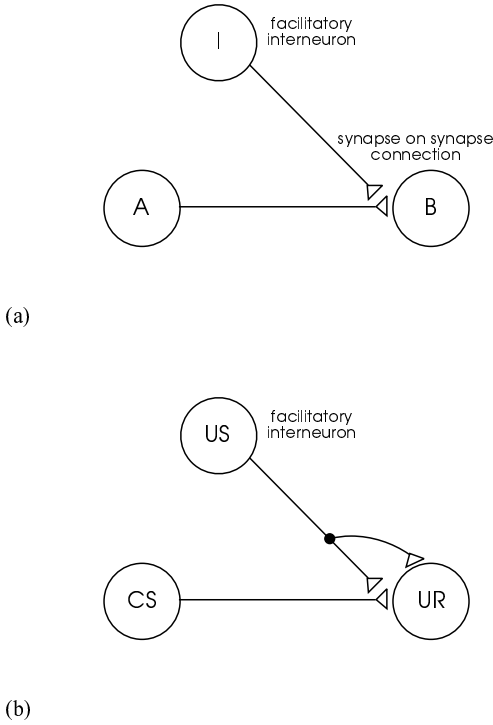 I
facilitatory
interneuron
synapse on synapse
connection
A
B
(a)
US
facilitatory
interneuron
CS
UR
(b)